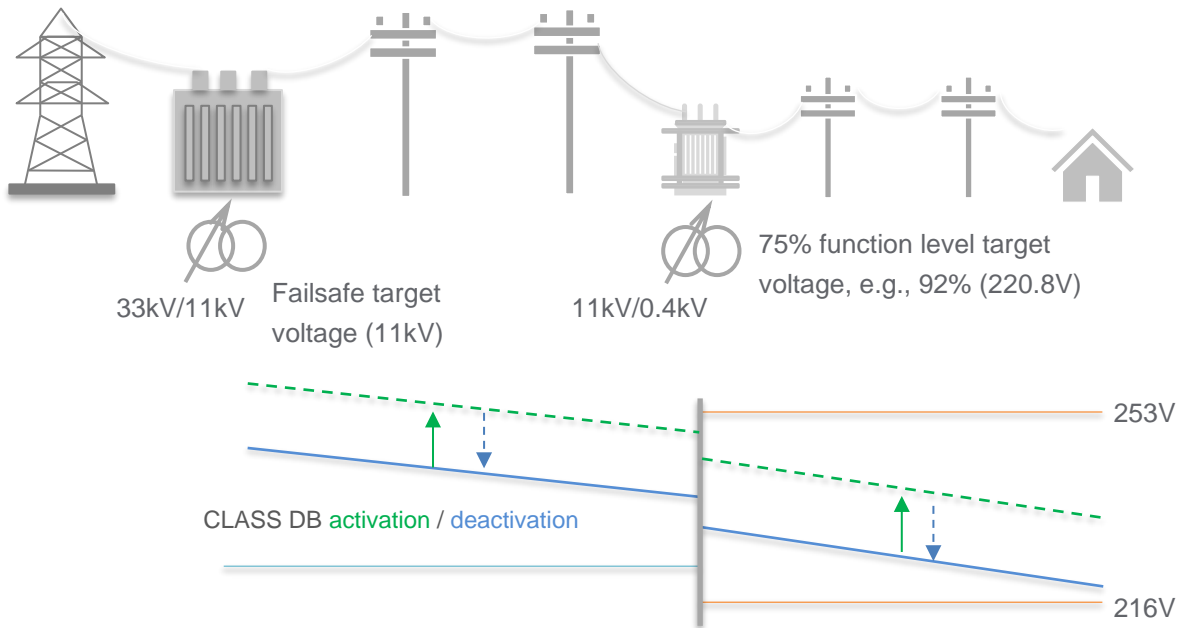 75% function level target
voltage, e.g., 92% (220.8V)
33kV/11kV
Failsafe target
voltage (11kV)
11kV/0.4kV
253V
CLASS DB activation / deactivation
216V